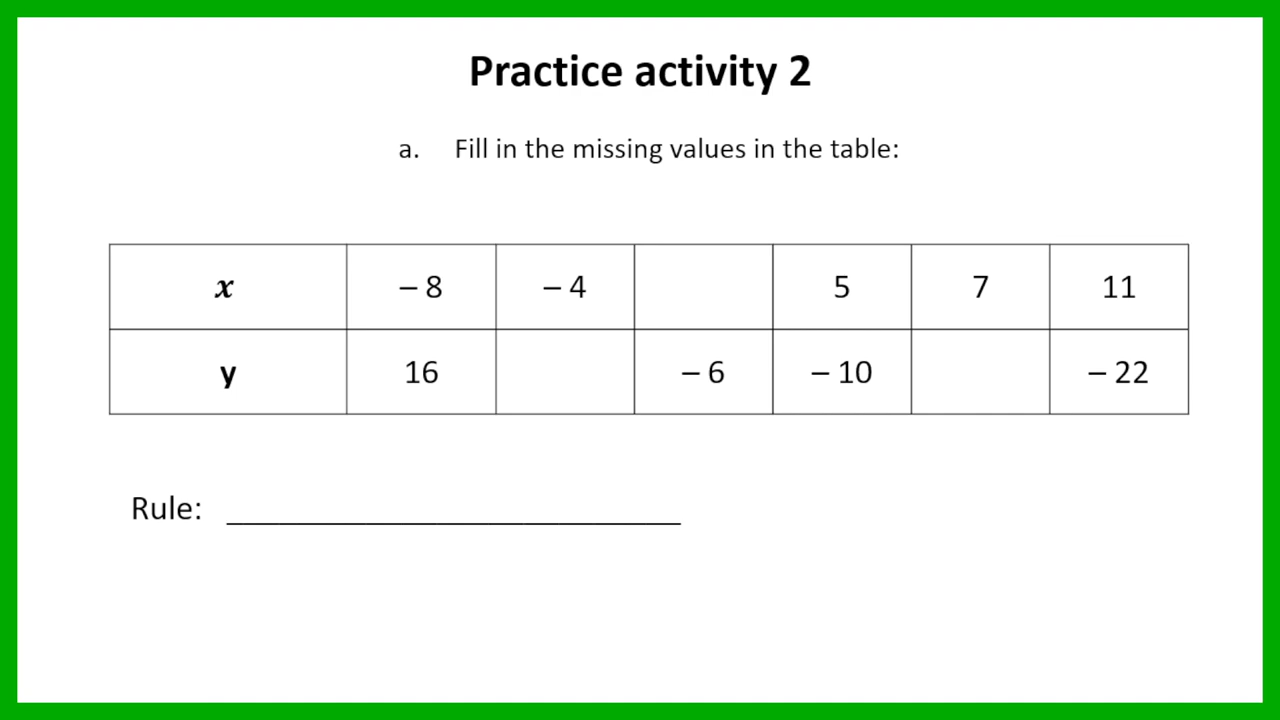 Practice activity 2
a. Fill in the missing values in the table:
x – 8 – 4 5 7 11
y 16 – 6 – 10 – 22
Rule: ____________________________